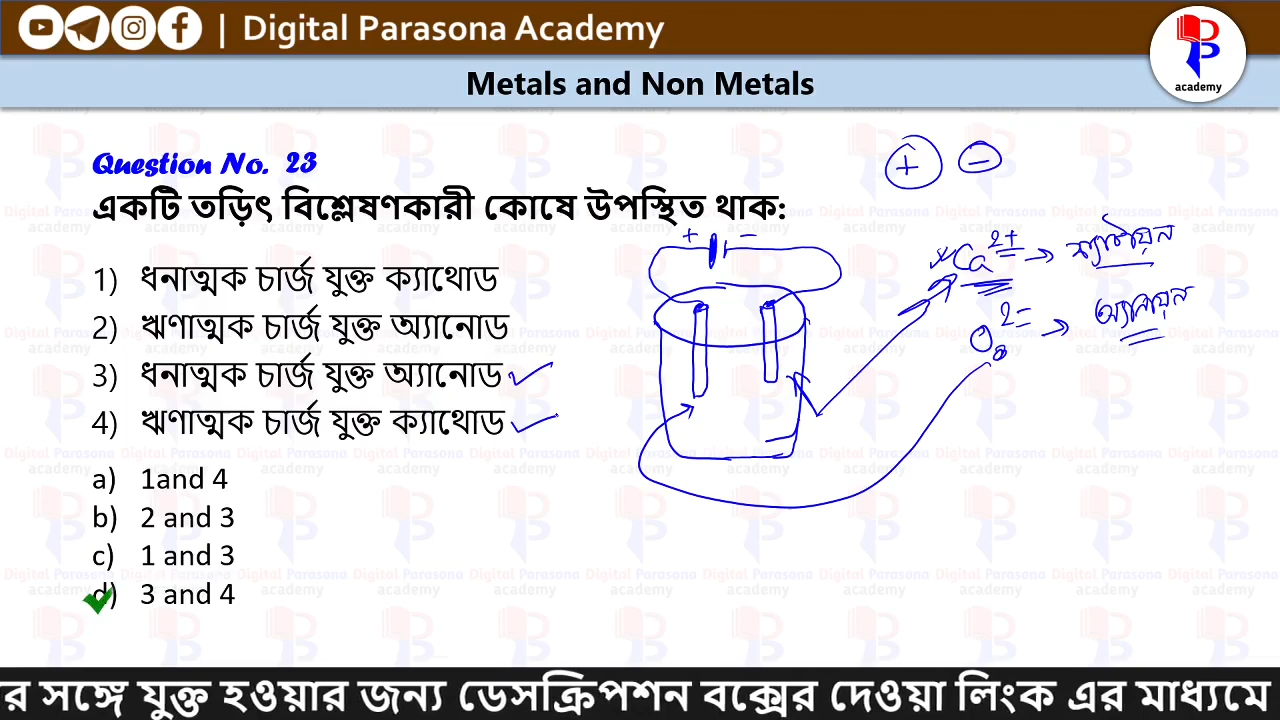 | Digital Parasona Academy
academy
Metals and Non Metals
Question No. 23
একটি তড়িৎ বিশ্লেষণকারী কোষে উপস্থিত থাক:
1) ধনাত্মক চার্জ যুক্ত ক্যাথোড
2) ঋণাত্মক চার্জ যুক্ত অ্যানোড
3) ধনাত্মক চার্জ যুক্ত অ্যানোড
4) ঋণাত্মক চার্জ যুক্ত ক্যাথোড
a) 1and 4
b) 2 and 3
c) 1 and 3
d) 3 and 4
+ −
+ −
Ca2+ → ক্যাটায়ন
O2− → অ্যানায়ন
র সঙ্গে যুক্ত হওয়ার জন্য ডেসক্রিপশন বক্সের দেওয়া লিংক এর মাধ্যমে